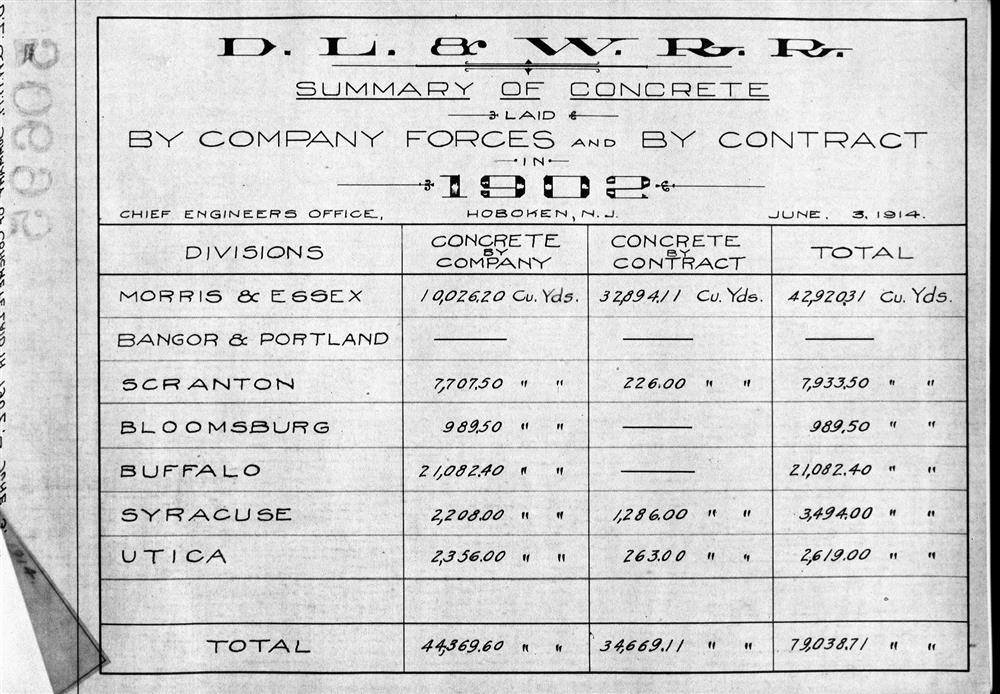 D. L. & W. R. R.
SUMMARY OF CONCRETE
LAID
BY COMPANY FORCES AND BY CONTRACT
IN
1902
CHIEF ENGINEERS OFFICE, HOBOKEN, N. J. JUNE. 3, 1914.
DIVISIONS CONCRETE BY COMPANY CONCRETE BY CONTRACT TOTAL
MORRIS & ESSEX 10,026.20 Cu. Yds. 32,894.11 Cu. Yds. 42,920.31 Cu. Yds.
BANGOR & PORTLAND — — —
SCRANTON 7,707.50 " " 226.00 " " 7,933.50 " "
BLOOMSBURG 989.50 " " — 989.50 " "
BUFFALO 21,082.40 " " — 21,082.40 " "
SYRACUSE 2,208.00 " " 1,286.00 " " 3,494.00 " "
UTICA 2,356.00 " " 263.00 " " 2,619.00 " "
TOTAL 44,369.60 " " 34,669.11 " " 79,038.71 " "